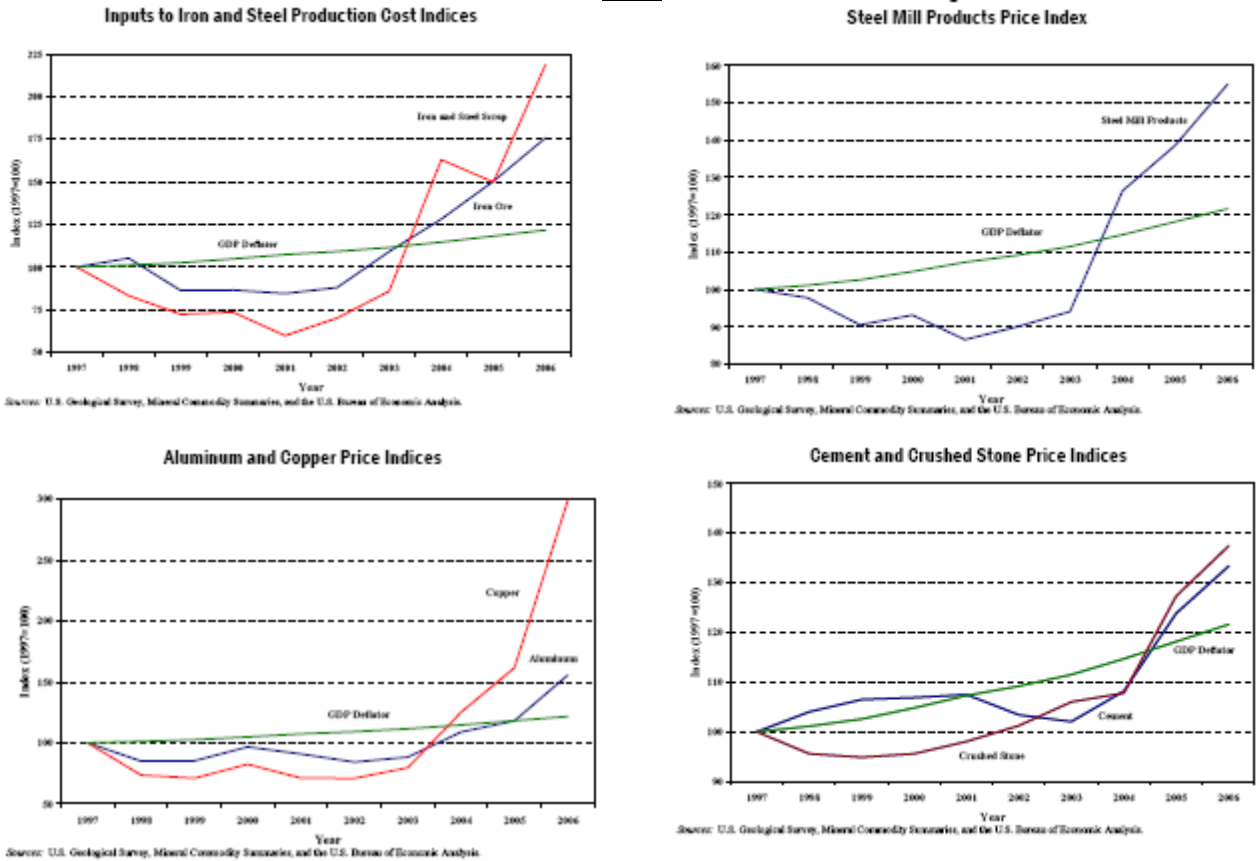 Inputs to Iron and Steel Production Cost Indices
225
200
175
150
125
100
75
50
Index (1997=100)
Iron and Steel Scrap
Iron Ore
GDP Deflator
1997 1998 1999 2000 2001 2002 2003 2004 2005 2006
Year
Sources: U.S. Geological Survey, Mineral Commodity Summaries, and the U.S. Bureau of Economic Analysis.
Steel Mill Products Price Index
160
150
140
130
120
110
100
90
80
Index (1997=100)
Steel Mill Products
GDP Deflator
1997 1998 1999 2000 2001 2002 2003 2004 2005 2006
Year
Sources: U.S. Geological Survey, Mineral Commodity Summaries, and the U.S. Bureau of Economic Analysis.
Aluminum and Copper Price Indices
300
250
200
150
100
50
Index (1997=100)
Copper
Aluminum
GDP Deflator
1997 1998 1999 2000 2001 2002 2003 2004 2005 2006
Year
Sources: U.S. Geological Survey, Mineral Commodity Summaries, and the U.S. Bureau of Economic Analysis.
Cement and Crushed Stone Price Indices
150
140
130
120
110
100
90
Index (1997=100)
GDP Deflator
Cement
Crushed Stone
1997 1998 1999 2000 2001 2002 2003 2004 2005 2006
Year
Sources: U.S. Geological Survey, Mineral Commodity Summaries, and the U.S. Bureau of Economic Analysis.